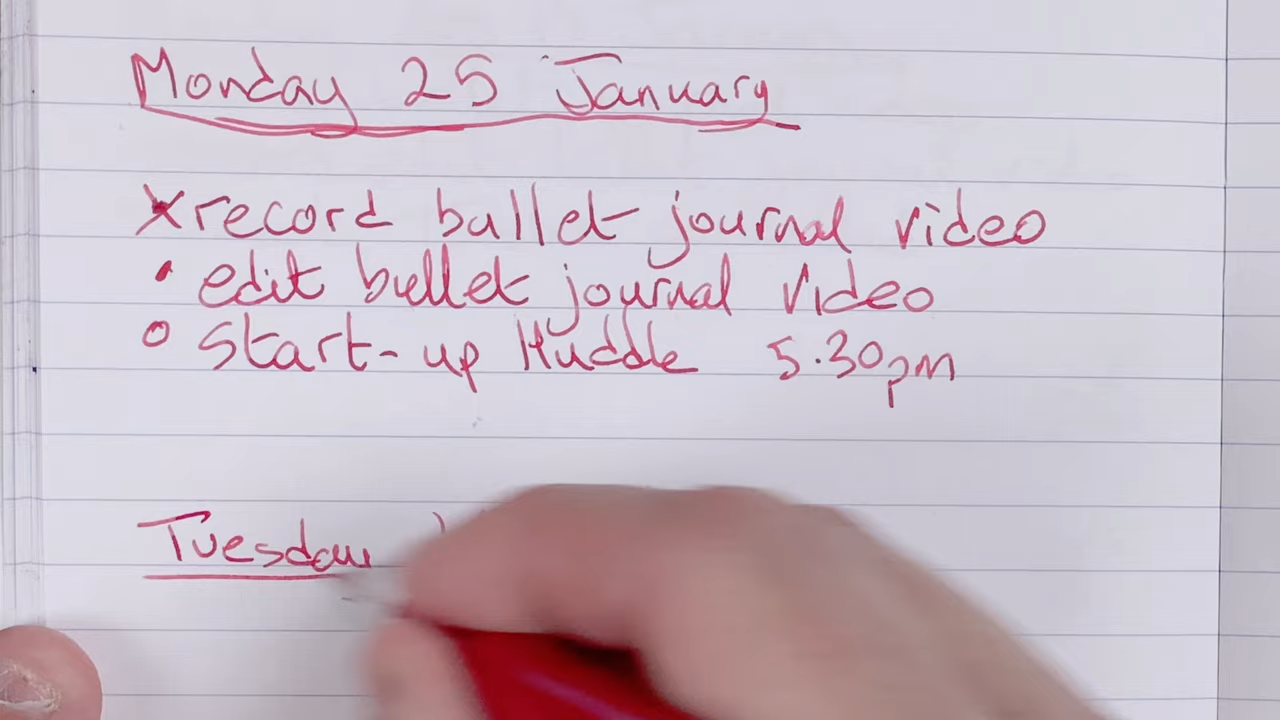 Monday 25 January
x record bullet journal video
• edit bullet journal video
o Start-up Huddle 5.30pm
Tuesday